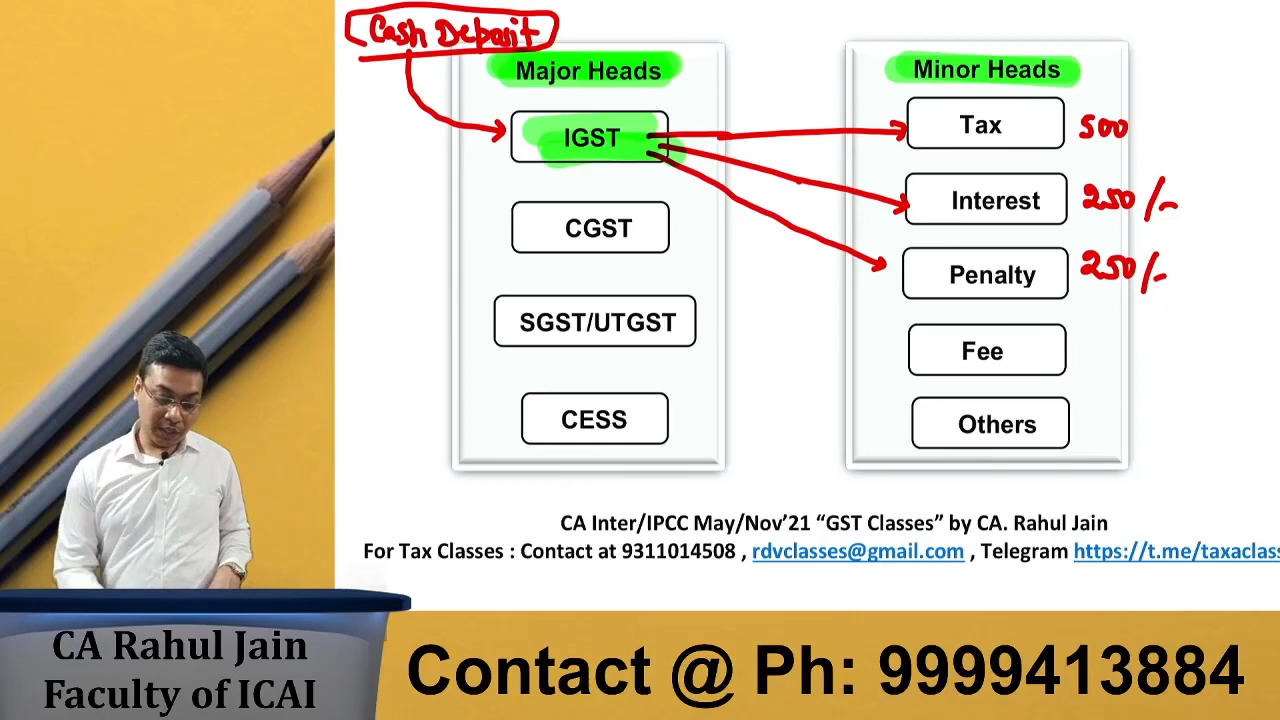 Cash Deposit
Major Heads
IGST
CGST
SGST/UTGST
CESS
Minor Heads
Tax 500
Interest 250/-
Penalty 250/-
Fee
Others
CA Inter/IPCC May/Nov’21 “GST Classes” by CA. Rahul Jain
For Tax Classes : Contact at 9311014508 , rdvclasses@gmail.com , Telegram https://t.me/taxaclass
CA Rahul Jain
Faculty of ICAI
Contact @ Ph: 9999413884